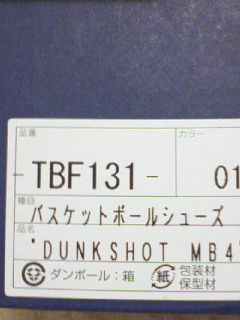 品番 カラー
-TBF131- 01
種目
バスケットボールシューズ
品名
"DUNKSHOT MB4"
ダンボール：箱 紙 包装材
保型材